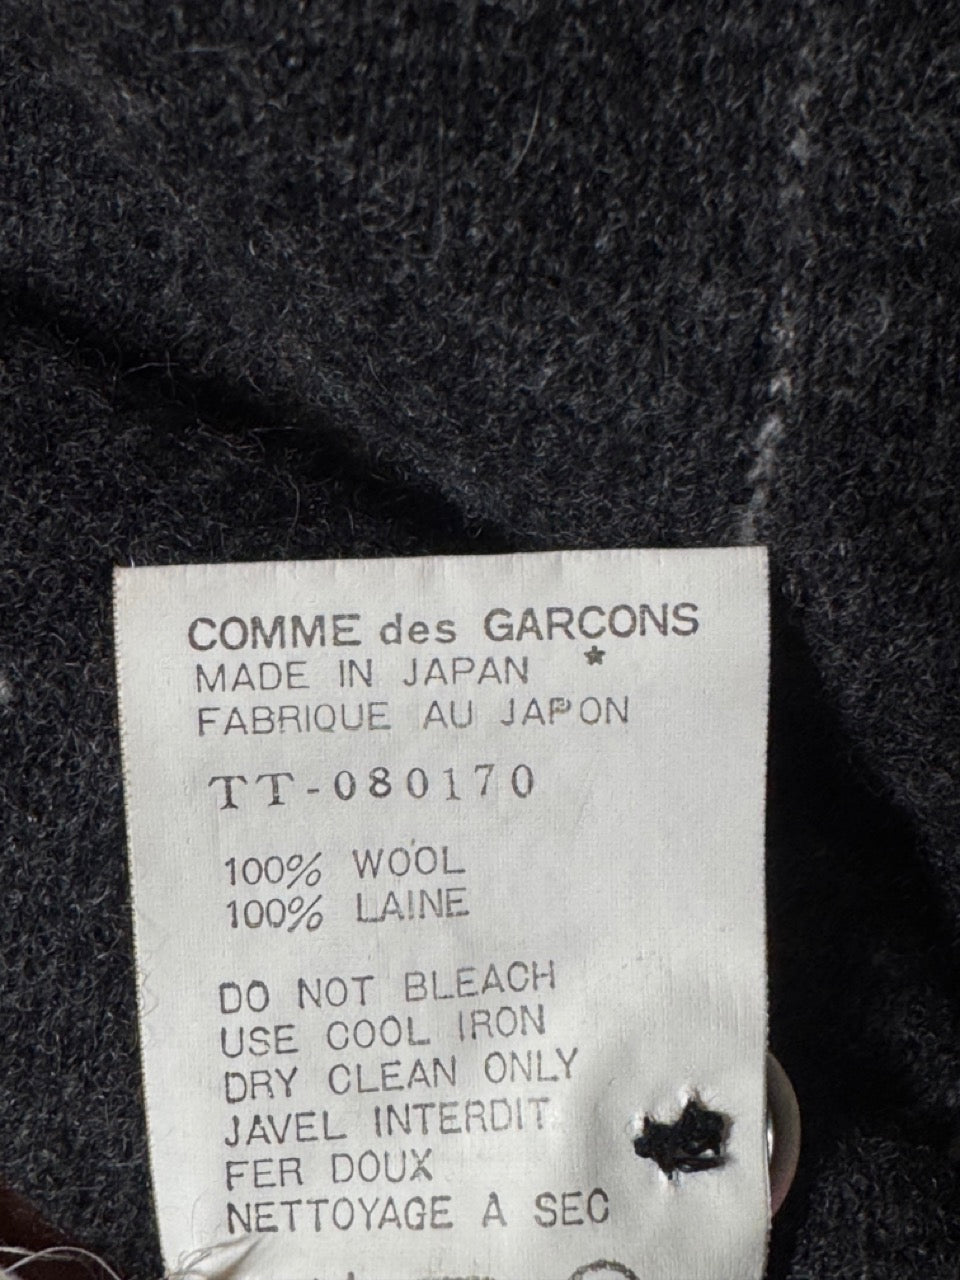 COMME des GARÇONS
MADE IN JAPAN
FABRIQUE AU JAPON
TT-080170
100% WOOL
100% LAINE
DO NOT BLEACH
USE COOL IRON
DRY CLEAN ONLY
JAVEL INTERDIT
FER DOUX
NETTOYAGE A SEC